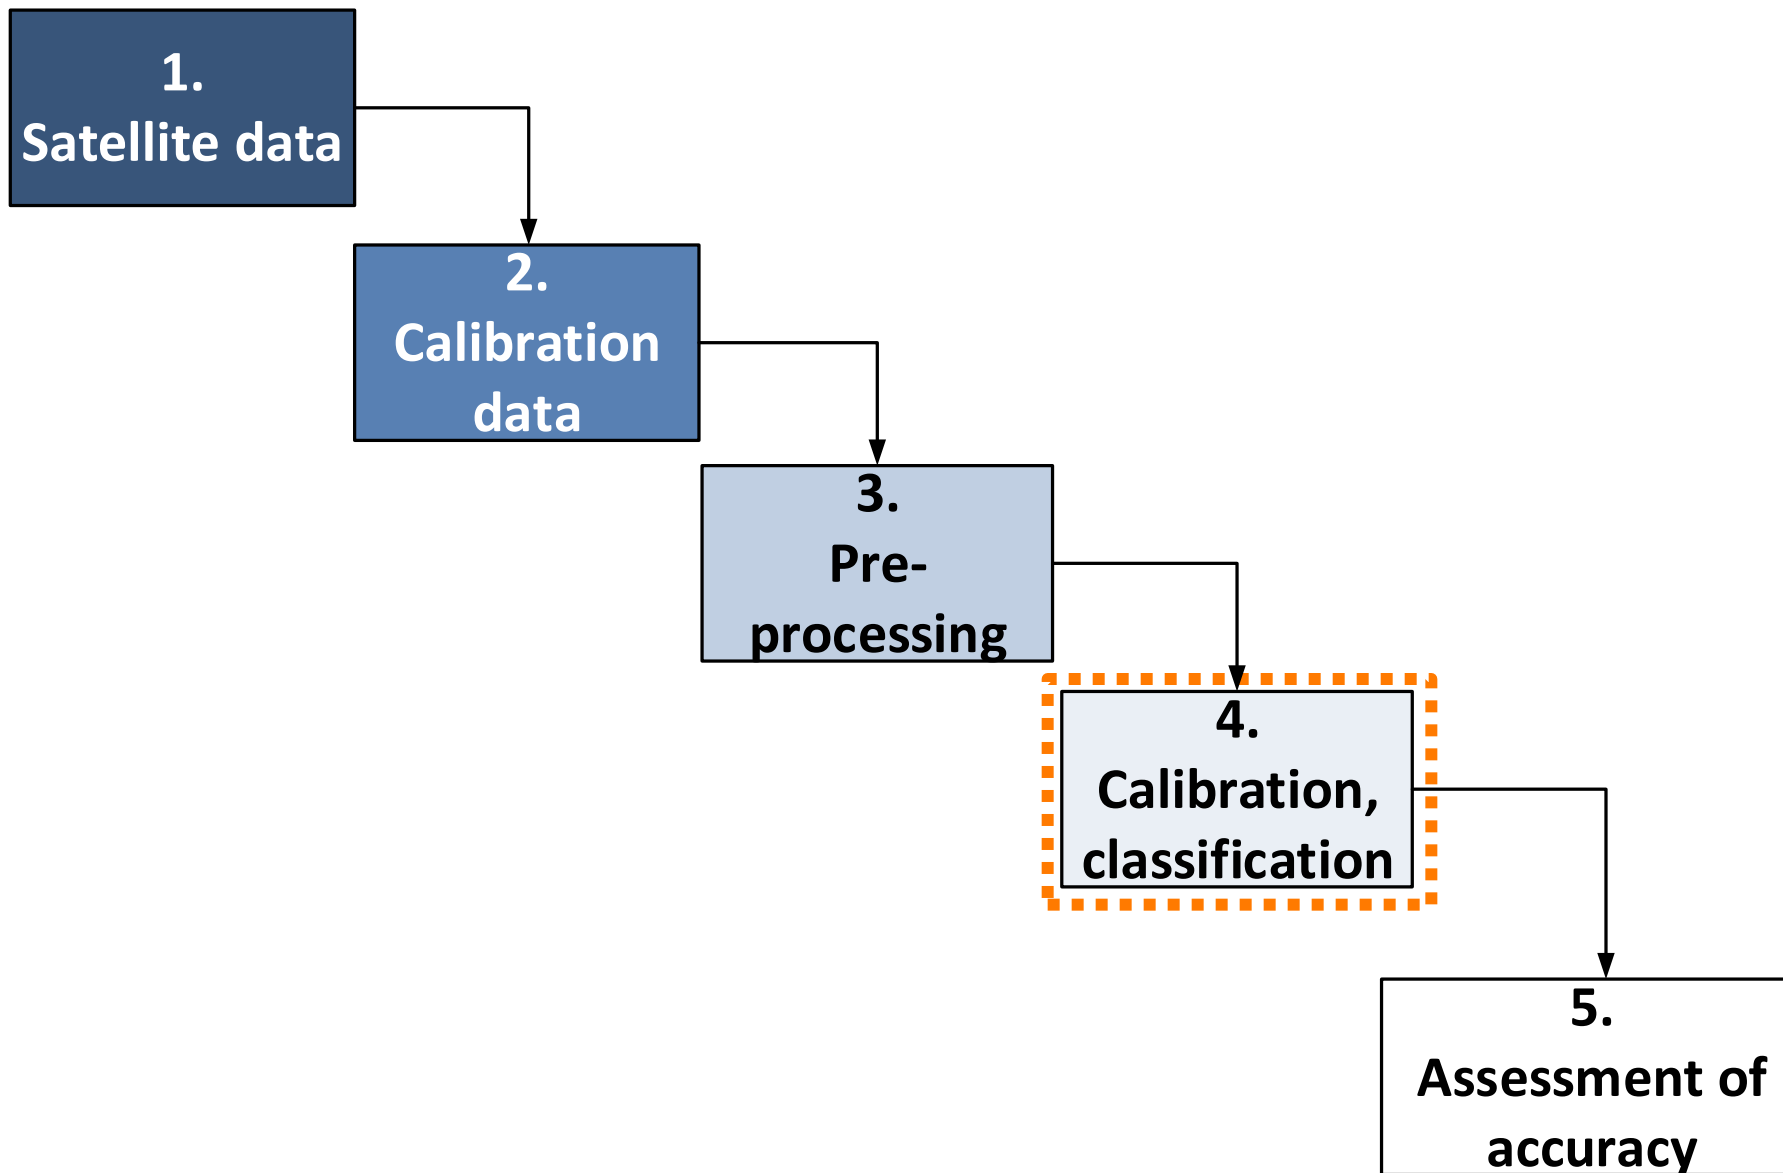 1.
Satellite data
2.
Calibration
data
3.
Pre-
processing
4.
Calibration,
classification
5.
Assessment of
accuracy